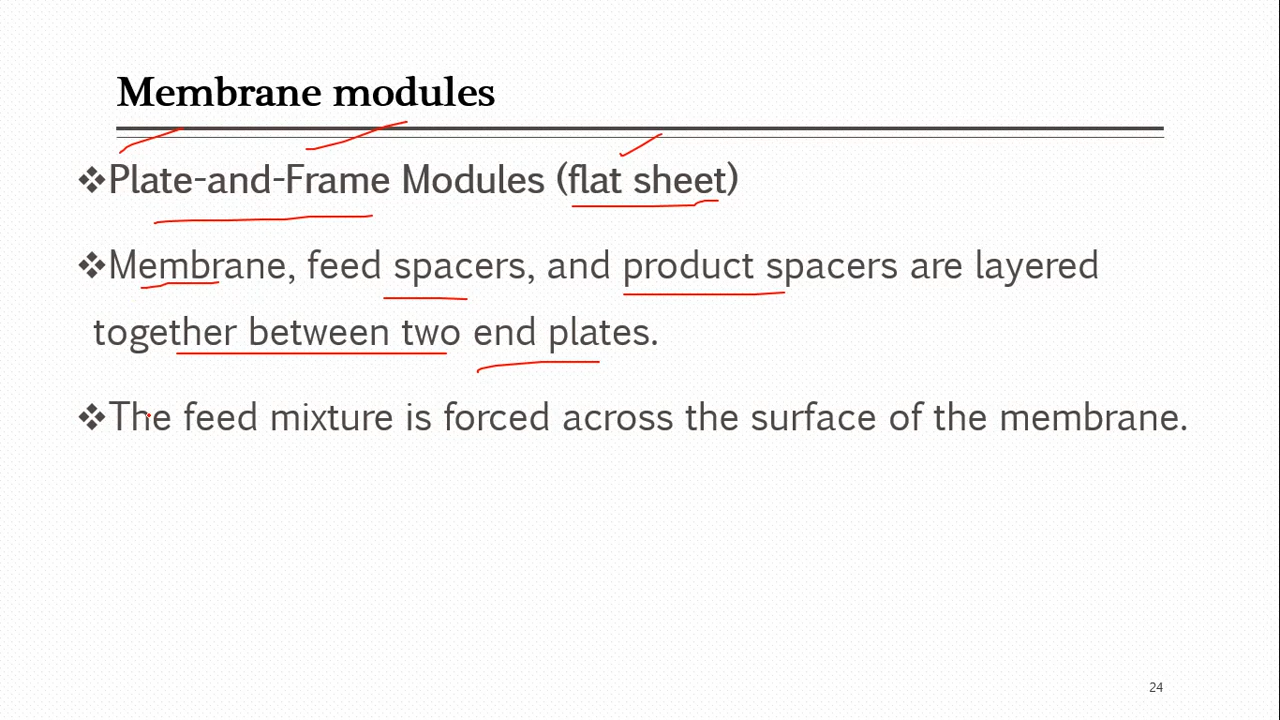 Membrane modules
❖Plate-and-Frame Modules (flat sheet)
❖Membrane, feed spacers, and product spacers are layered
together between two end plates.
❖The feed mixture is forced across the surface of the membrane.
24